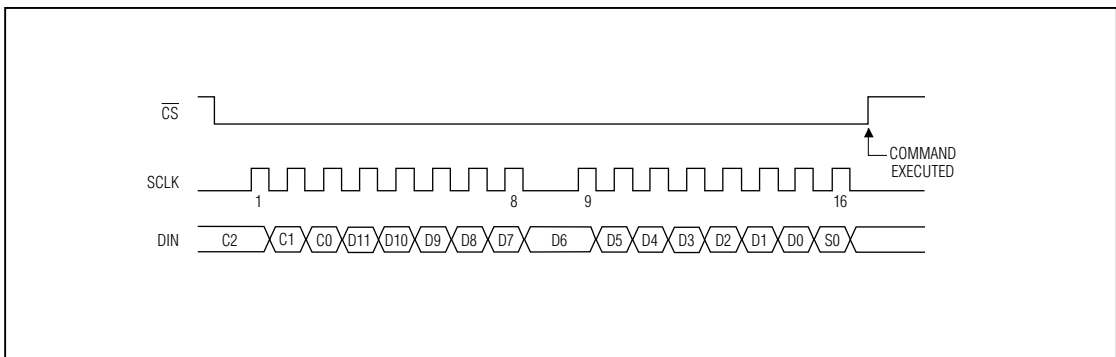 CS
COMMAND
EXECUTED
SCLK
1 8 9 16
DIN C2 C1 C0 D11 D10 D9 D8 D7 D6 D5 D4 D3 D2 D1 D0 S0